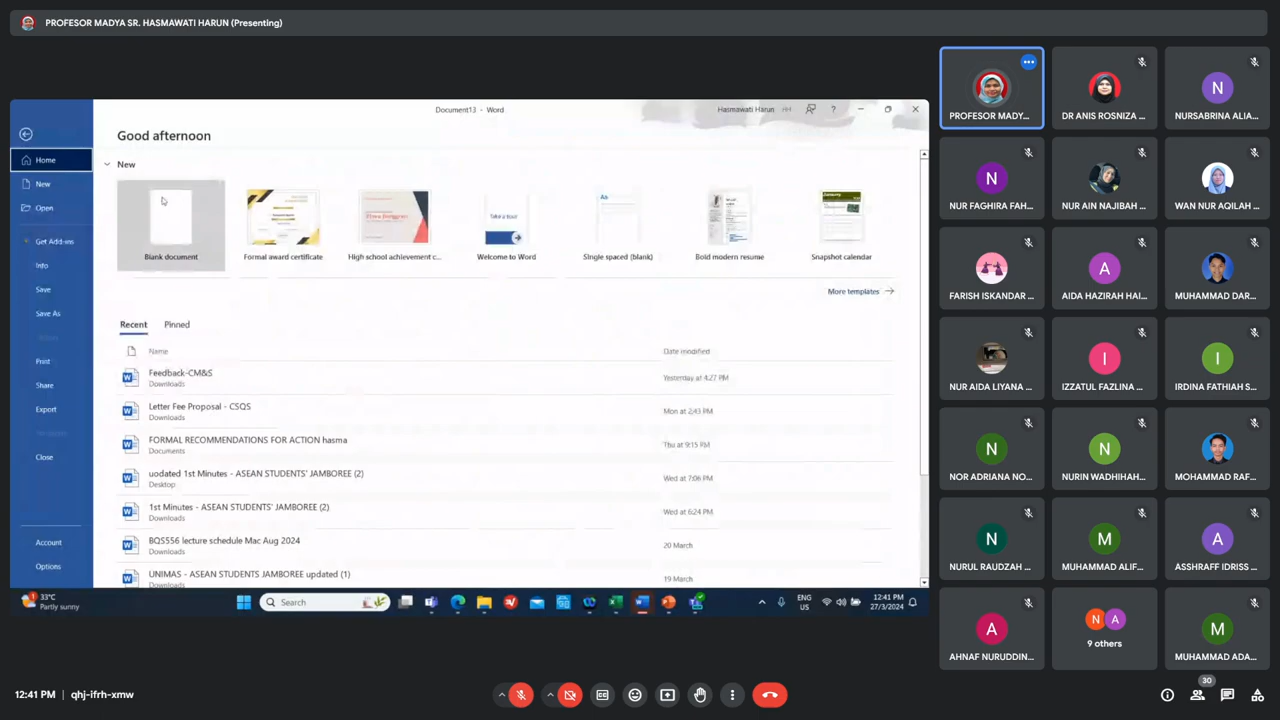 PROFESOR MADYA SR. HASMAWATI HARUN (Presenting)
Document13 - Word
Hasmawati Harun
HH
?
Good afternoon
Home
New
Open
Get Add-ins
Info
Save
Save As
Print
Share
Export
Close
Account
Options
New
Blank document
Formal award certificate
High school achievement c...
Take a tour
Welcome to Word
Aa
Single spaced (blank)
Bold modern resume
Snapshot calendar
More templates
Recent
Pinned
Name
Date modified
Feedback-CM&S
Downloads
Yesterday at 4:27 PM
Letter Fee Proposal - CSQS
Downloads
Mon at 2:43 PM
FORMAL RECOMMENDATIONS FOR ACTION hasma
Documents
Thu at 9:15 PM
uodated 1st Minutes - ASEAN STUDENTS' JAMBOREE (2)
Desktop
Wed at 7:06 PM
1st Minutes - ASEAN STUDENTS' JAMBOREE (2)
Downloads
Wed at 6:24 PM
BQS556 lecture schedule Mac Aug 2024
Downloads
20 March
UNIMAS - ASEAN STUDENTS JAMBOREE updated (1)
Downloads
19 March
1
33°C
Partly sunny
Search
ENG
US
12:41 PM
27/3/2024
PROFESOR MADY...
DR ANIS ROSNIZA ...
N
NURSABRINA ALIA...
N
NUR FAGHIRA FAH...
NUR AIN NAJIBAH ...
WAN NUR AQILAH ...
FARISH ISKANDAR ...
A
AIDA HAZIRAH HAI...
MUHAMMAD DAR...
NUR AIDA LIYANA ...
I
IZZATUL FAZLINA ...
I
IRDINA FATHIAH S...
N
NOR ADRIANA NO...
N
NURIN WADHIHAH...
MOHAMMAD RAF...
N
NURUL RAUDZAH ...
M
MUHAMMAD ALIF...
A
ASSHRAFF IDRISS ...
A
AHNAF NURUDDIN...
N
A
9 others
M
MUHAMMAD ADA...
12:41 PM
qhj-ifrh-xmw
30